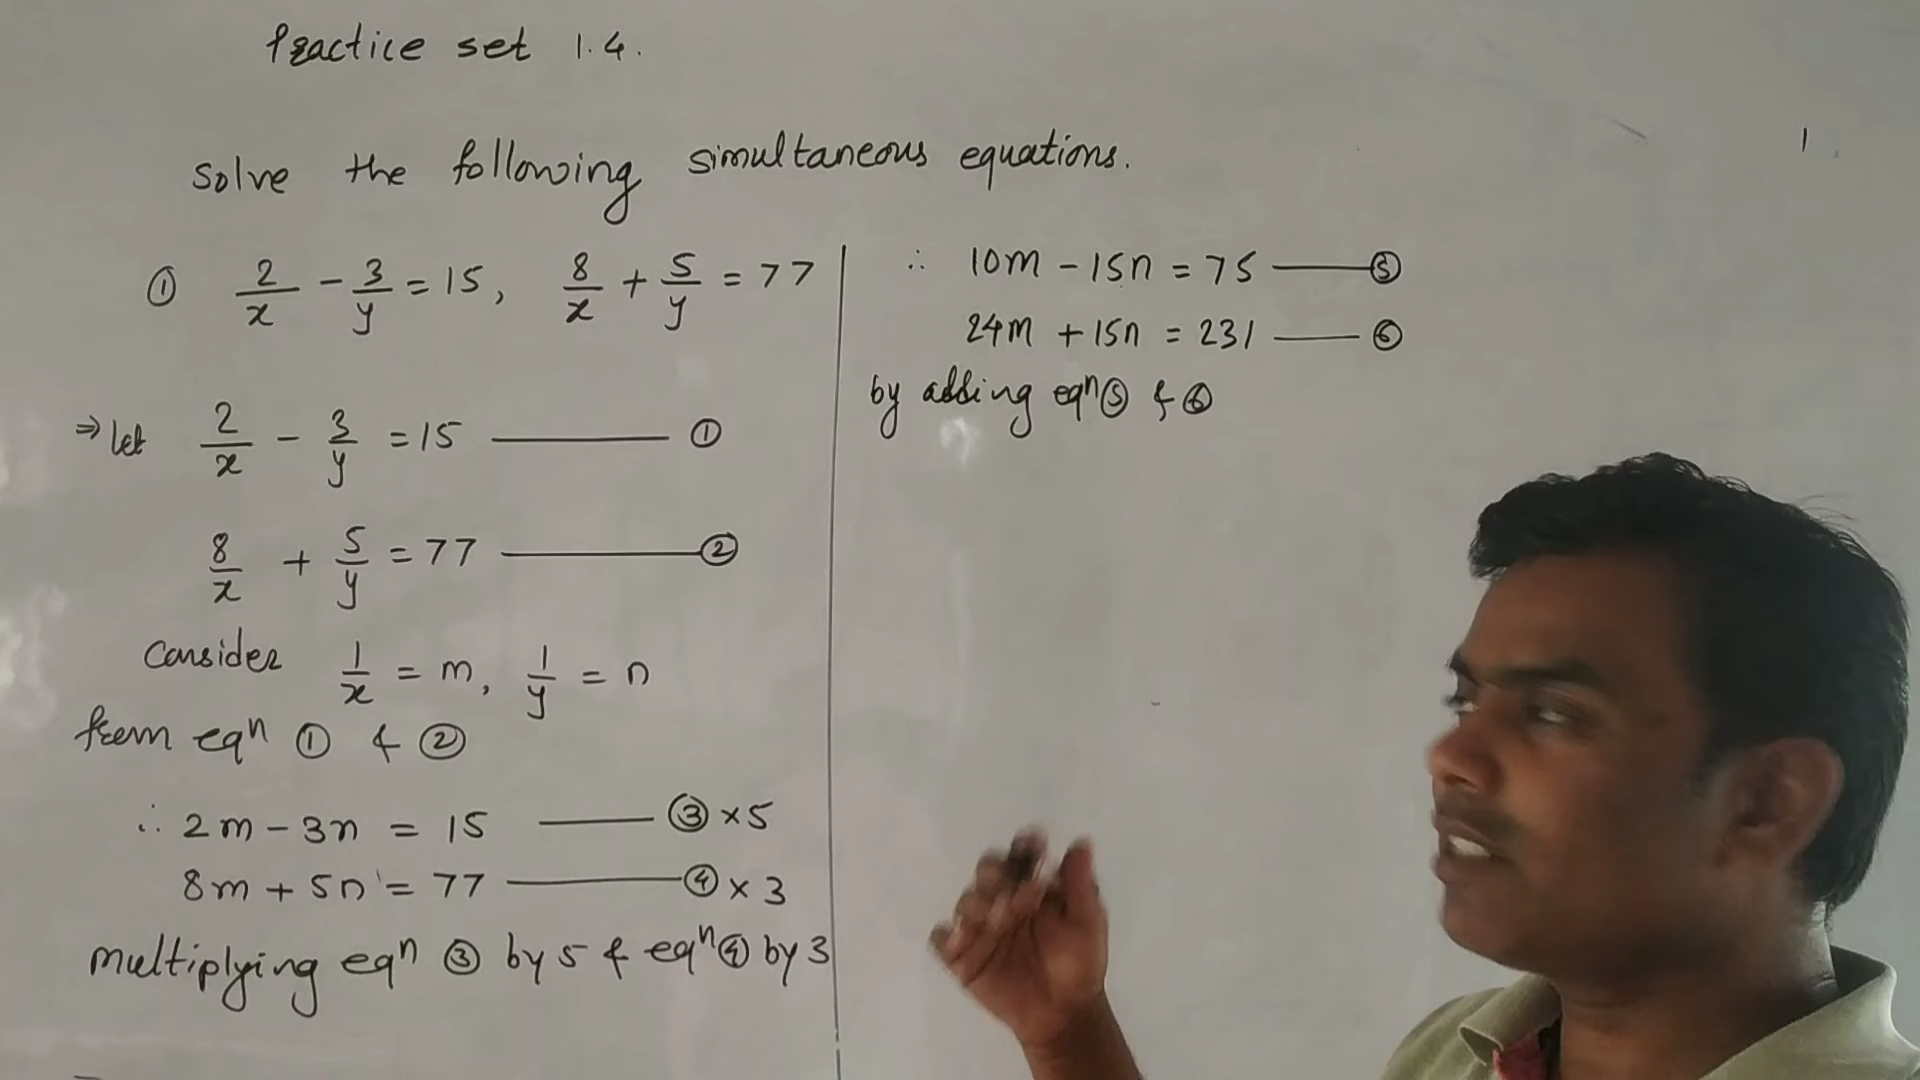 Practice set 1.4.
solve the following simultaneous equations.
① 2/x - 3/y = 15, 8/x + 5/y = 77
⇒ let 2/x - 3/y = 15 —— ①
8/x + 5/y = 77 —— ②
consider 1/x = m, 1/y = n
from eqⁿ ① & ②
∴ 2m - 3n = 15 —— ③ × 5
8m + 5n = 77 —— ④ × 3
multiplying eqⁿ ③ by 5 & eqⁿ ④ by 3
∴ 10m - 15n = 75 —— ⑤
24m + 15n = 231 —— ⑥
by adding eqⁿ ⑤ & ⑥